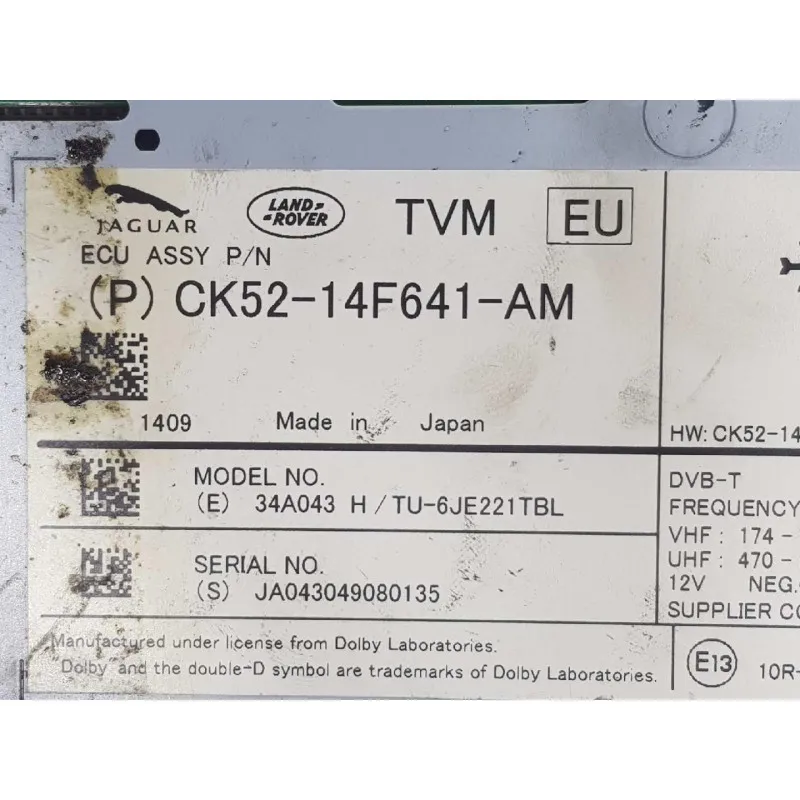 JAGUAR LAND-
-ROVER TVM EU
ECU ASSY P/N
(P) CK52-14F641-AM
1409 Made in Japan
HW: CK52-14
MODEL NO.
(E) 34A043 H / TU-6JE221TBL
SERIAL NO.
(S) JA043049080135
DVB-T
FREQUENCY
VHF : 174 -
UHF : 470 -
12V NEG.
SUPPLIER CO
Manufactured under license from Dolby Laboratories.
"Dolby" and the double-D symbol are trademarks of Dolby Laboratories.
E13 10R-